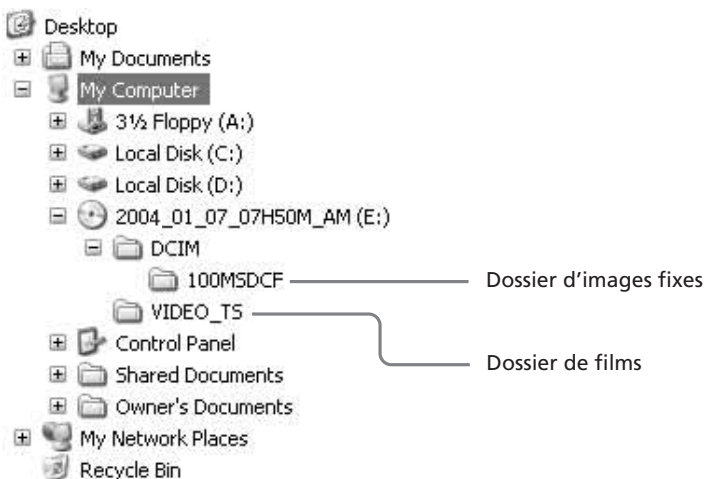 Desktop
My Documents
My Computer
3½ Floppy (A:)
Local Disk (C:)
Local Disk (D:)
2004_01_07_07H50M_AM (E:)
DCIM
100MSDCF
Dossier d’images fixes
VIDEO_TS
Control Panel
Dossier de films
Shared Documents
Owner's Documents
My Network Places
Recycle Bin